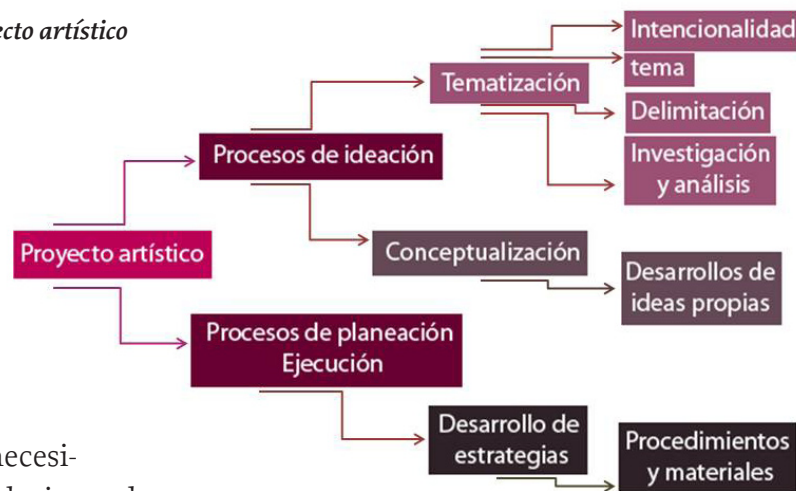 ecto artístico
Intencionalidad
tema
Tematización
Delimitación
Procesos de ideación
Investigación
y análisis
Proyecto artístico
Conceptualización
Desarrollos de
ideas propias
Procesos de planeación
Ejecución
Desarrollo de
estrategias
Procedimientos
y materiales
necesi-